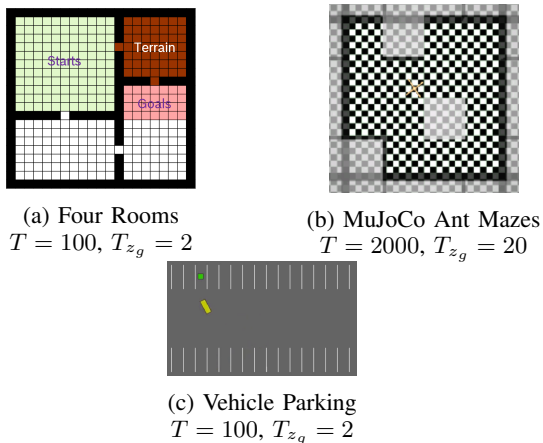 Starts
Terrain
Goals
(a) Four Rooms
T = 100, T_{z_g} = 2
(b) MuJoCo Ant Mazes
T = 2000, T_{z_g} = 20
(c) Vehicle Parking
T = 100, T_{z_g} = 2